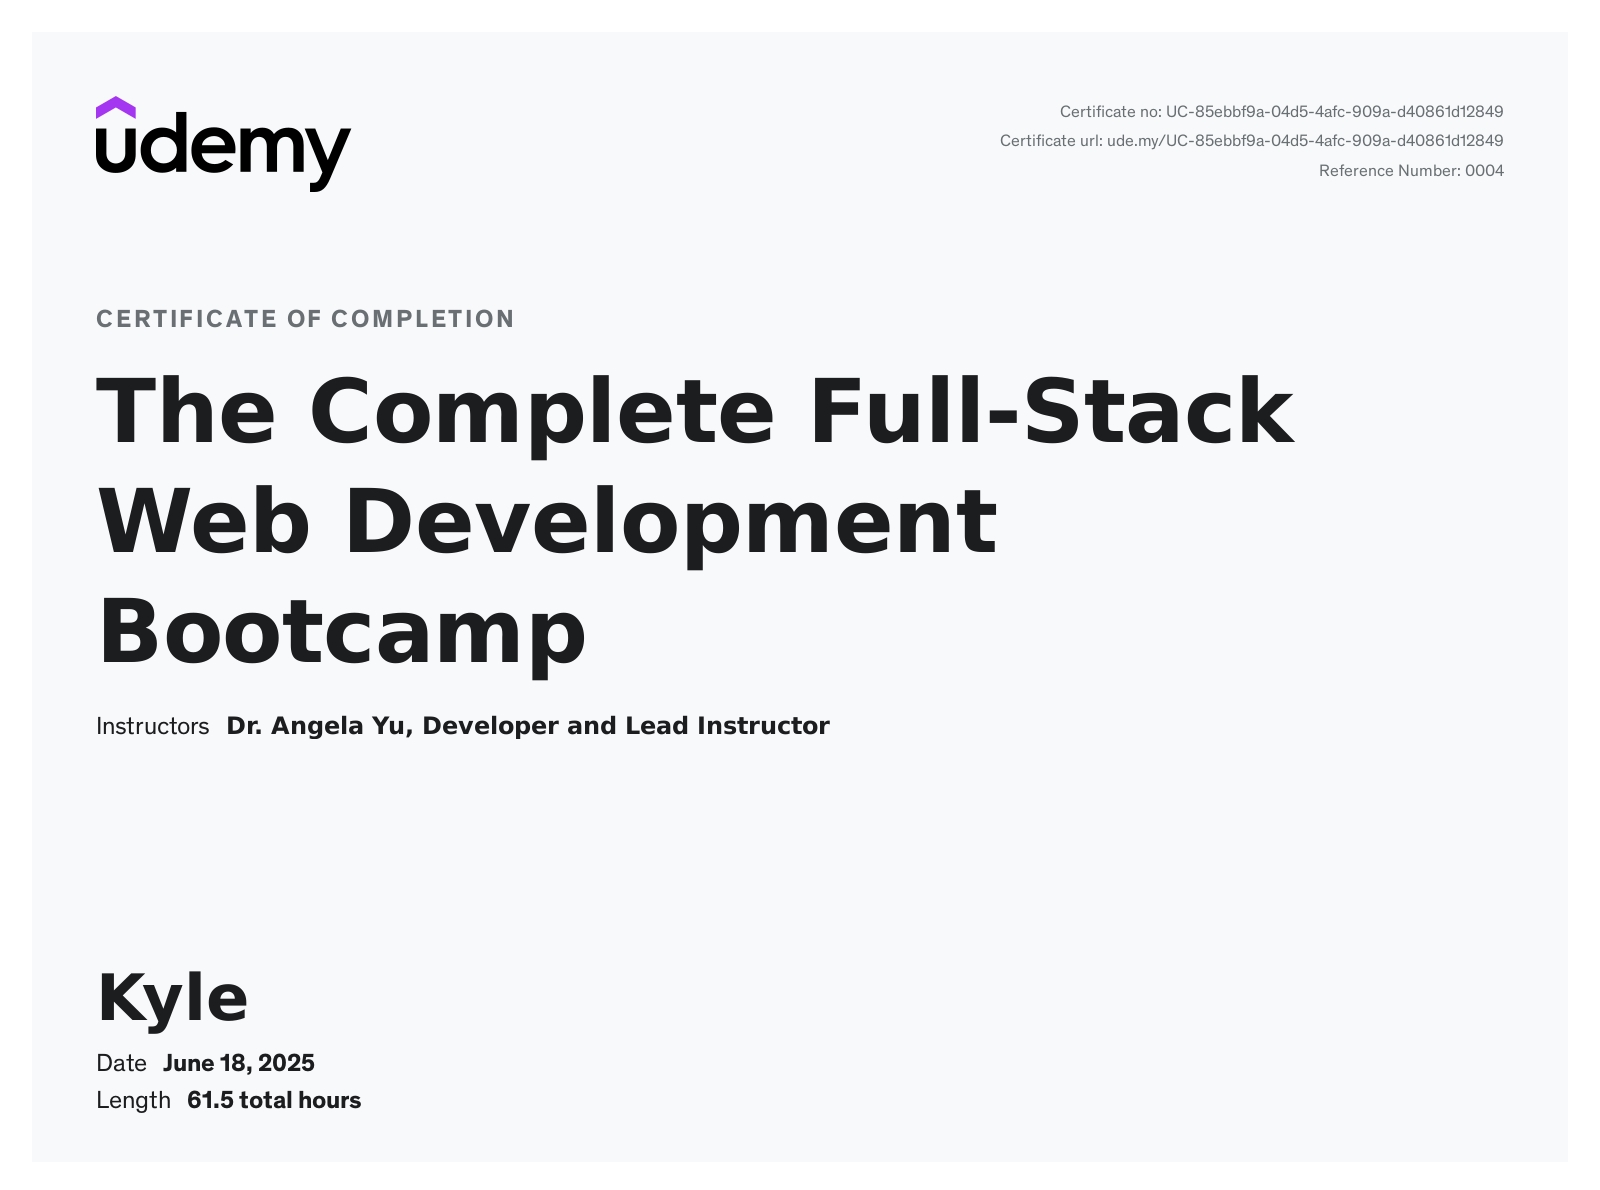 udemy
Certificate no: UC-85ebbf9a-04d5-4afc-909a-d40861d12849
Certificate url: ude.my/UC-85ebbf9a-04d5-4afc-909a-d40861d12849
Reference Number: 0004
CERTIFICATE OF COMPLETION
The Complete Full-Stack
Web Development
Bootcamp
Instructors Dr. Angela Yu, Developer and Lead Instructor
Kyle
Date June 18, 2025
Length 61.5 total hours